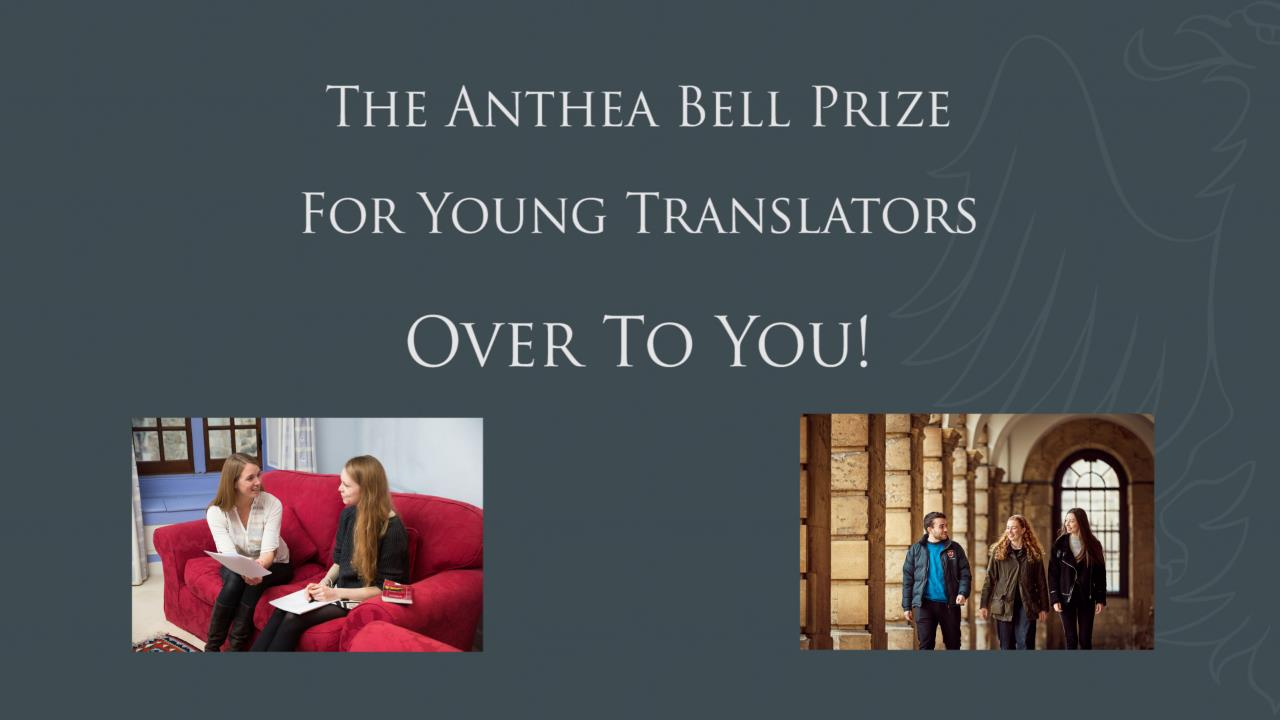 The Anthea Bell Prize
For Young Translators
Over To You!